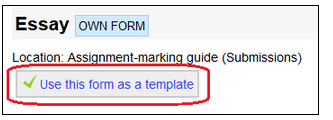 Essay OWN FORM
Location: Assignment-marking guide (Submissions)
Use this form as a template